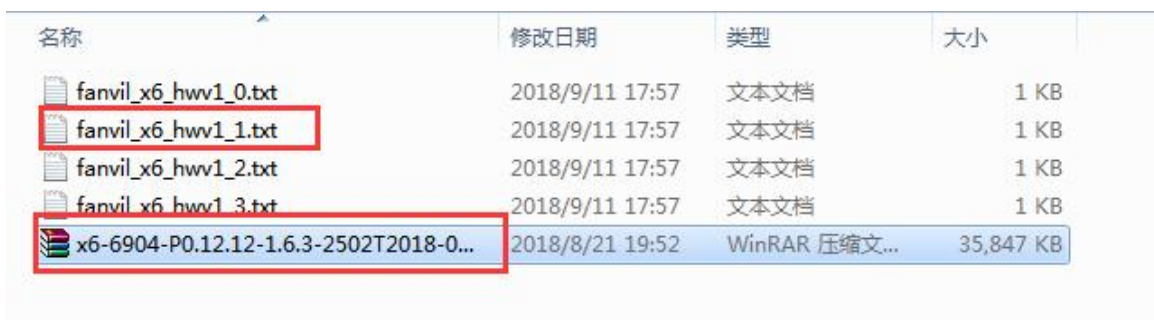 名称 修改日期 类型 大小
fanvil_x6_hwv1_0.txt 2018/9/11 17:57 文本文档 1 KB
fanvil_x6_hwv1_1.txt 2018/9/11 17:57 文本文档 1 KB
fanvil_x6_hwv1_2.txt 2018/9/11 17:57 文本文档 1 KB
fanvil_x6_hwv1_3.txt 2018/9/11 17:57 文本文档 1 KB
x6-6904-P0.12.12-1.6.3-2502T2018-0... 2018/8/21 19:52 WinRAR 压缩文... 35,847 KB